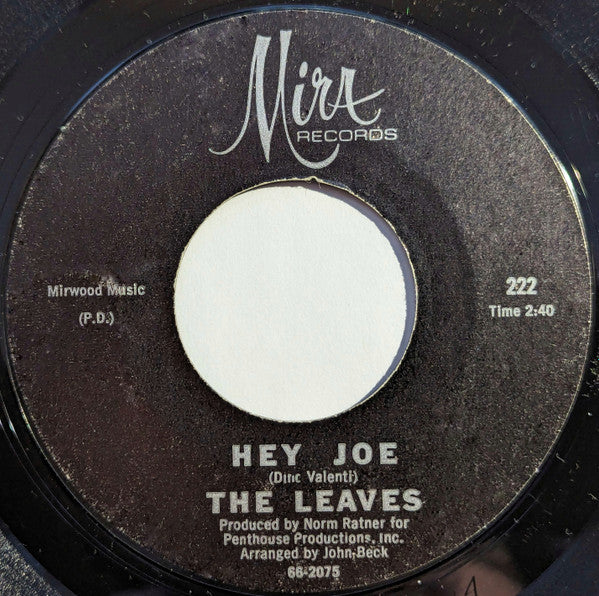 Mira
RECORDS
Mirwood Music
(P.D.)
222
Time 2:40
HEY JOE
(Dinc Valenti)
THE LEAVES
Produced by Norm Ratner for
Penthouse Productions, Inc.
Arranged by John Beck
66-2075